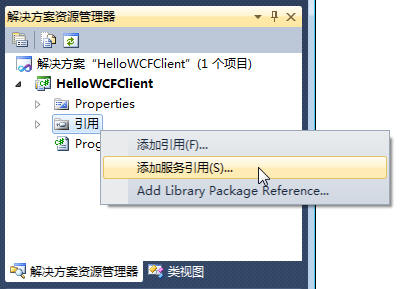 解决方案资源管理器
解决方案“HelloWCFClient”(1 个项目)
HelloWCFClient
Properties
引用
Prog
添加引用(F)...
添加服务引用(S)...
Add Library Package Reference...
解决方案资源管理器
类视图